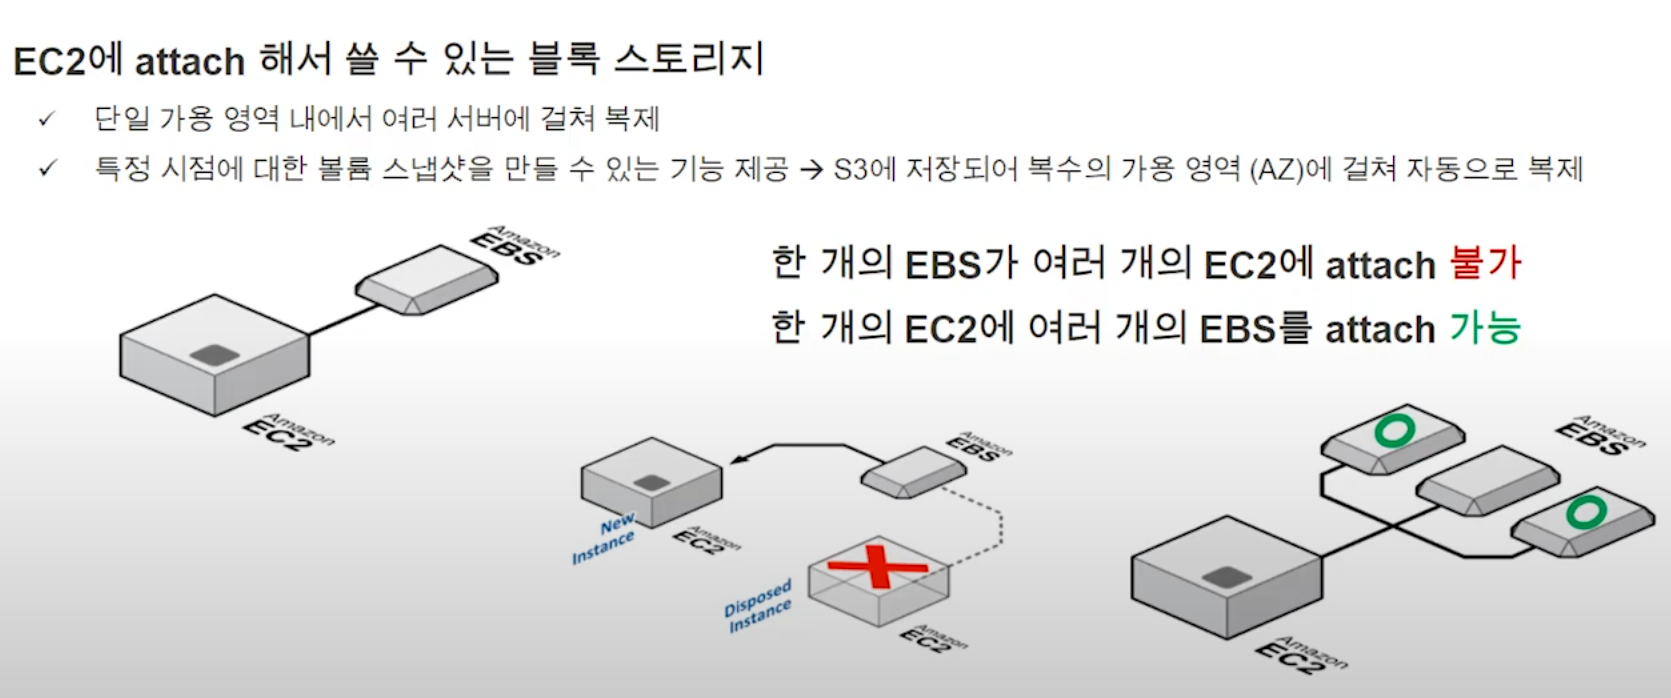 EC2에 attach 해서 쓸 수 있는 블록 스토리지
✓ 단일 가용 영역 내에서 여러 서버에 걸쳐 복제
✓ 특정 시점에 대한 볼륨 스냅샷을 만들 수 있는 기능 제공 → S3에 저장되어 복수의 가용 영역 (AZ)에 걸쳐 자동으로 복제
Amazon
EBS
한 개의 EBS가 여러 개의 EC2에 attach 불가
한 개의 EC2에 여러 개의 EBS를 attach 가능
Amazon
EC2
Amazon
EBS
New
Instance
Amazon
EC2
Disposed
Instance
Amazon
EC2
Amazon
EBS
Amazon
EC2